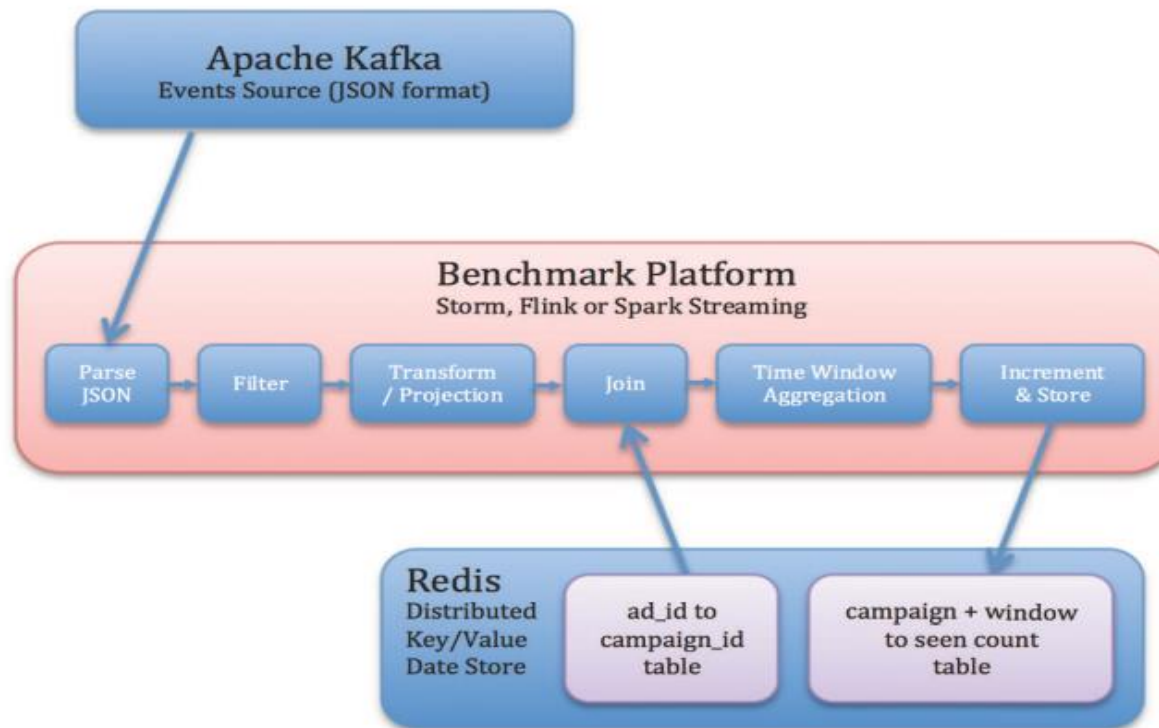 Apache Kafka
Events Source (JSON format)
Benchmark Platform
Storm, Flink or Spark Streaming
Parse
JSON
Filter
Transform
/ Projection
Join
Time Window
Aggregation
Increment
& Store
Redis
Distributed
Key/Value
Date Store
ad_id to
campaign_id
table
campaign + window
to seen count
table